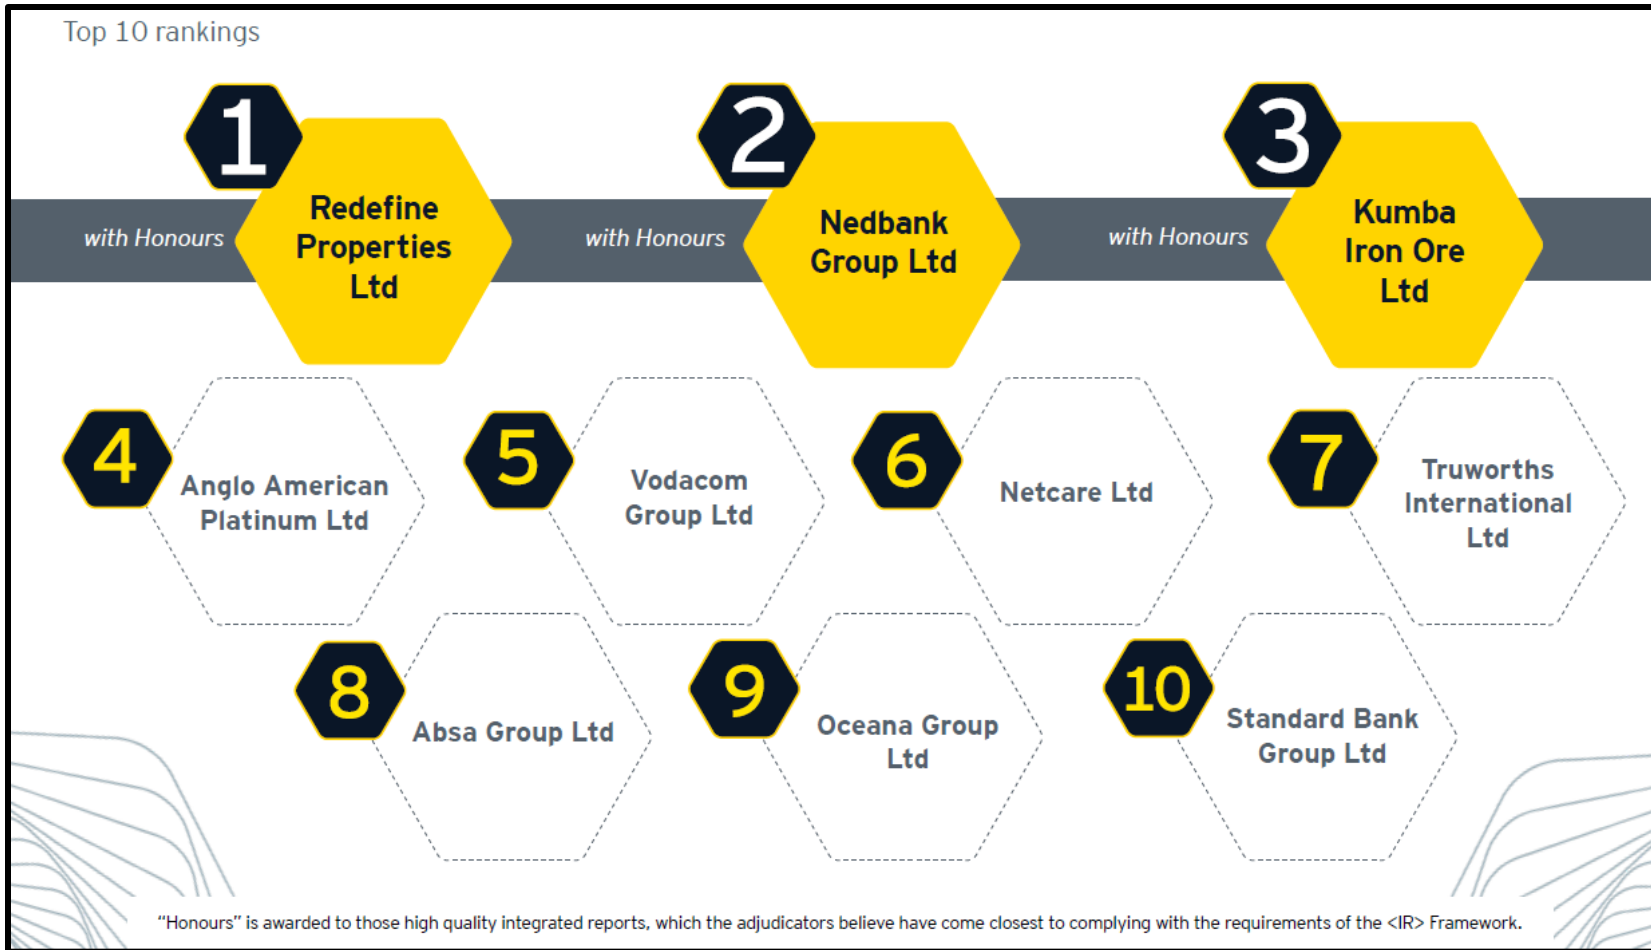 Top 10 rankings
1
with Honours
Redefine
Properties
Ltd
2
with Honours
Nedbank
Group Ltd
3
with Honours
Kumba
Iron Ore
Ltd
4
Anglo American
Platinum Ltd
5
Vodacom
Group Ltd
6
Netcare Ltd
7
Truworths
International
Ltd
8
Absa Group Ltd
9
Oceana Group
Ltd
10
Standard Bank
Group Ltd
“Honours” is awarded to those high quality integrated reports, which the adjudicators believe have come closest to complying with the requirements of the <IR> Framework.